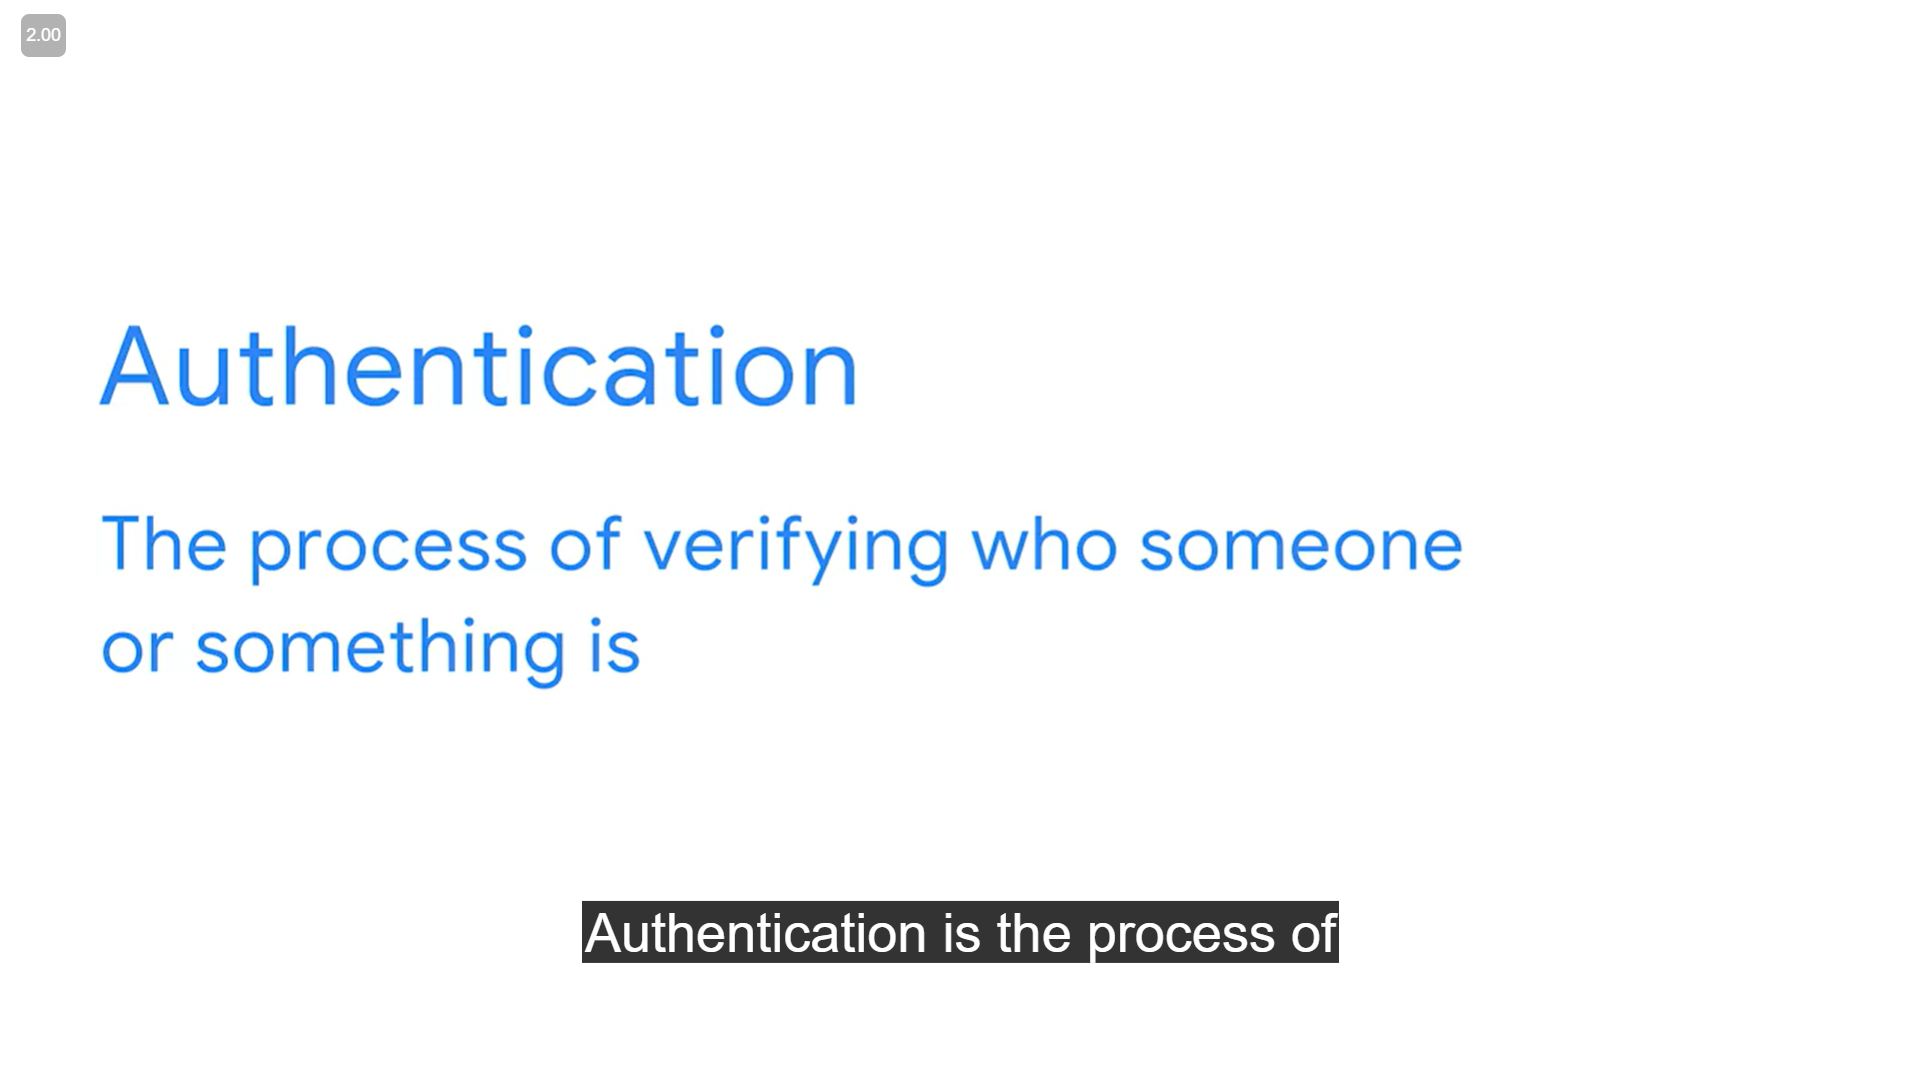 2.00
Authentication
The process of verifying who someone
or something is
Authentication is the process of